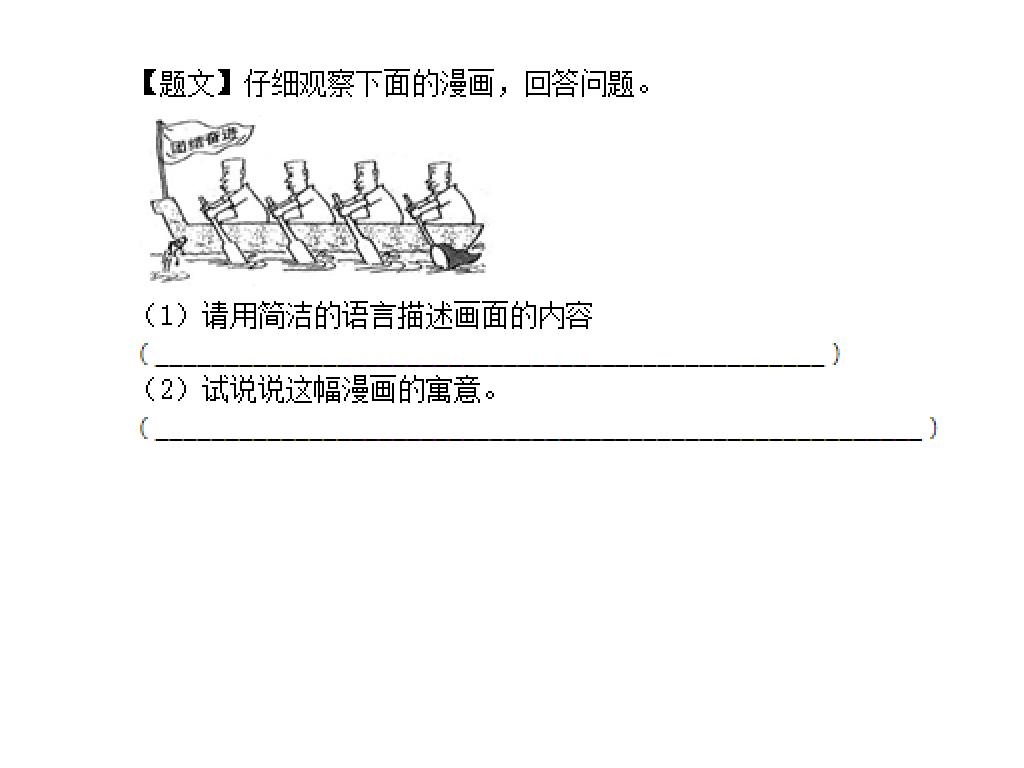 【题文】仔细观察下面的漫画，回答问题。
团结奋进
（1）请用简洁的语言描述画面的内容
(________________________________________________)
（2）试说说这幅漫画的寓意。
(_______________________________________________________)